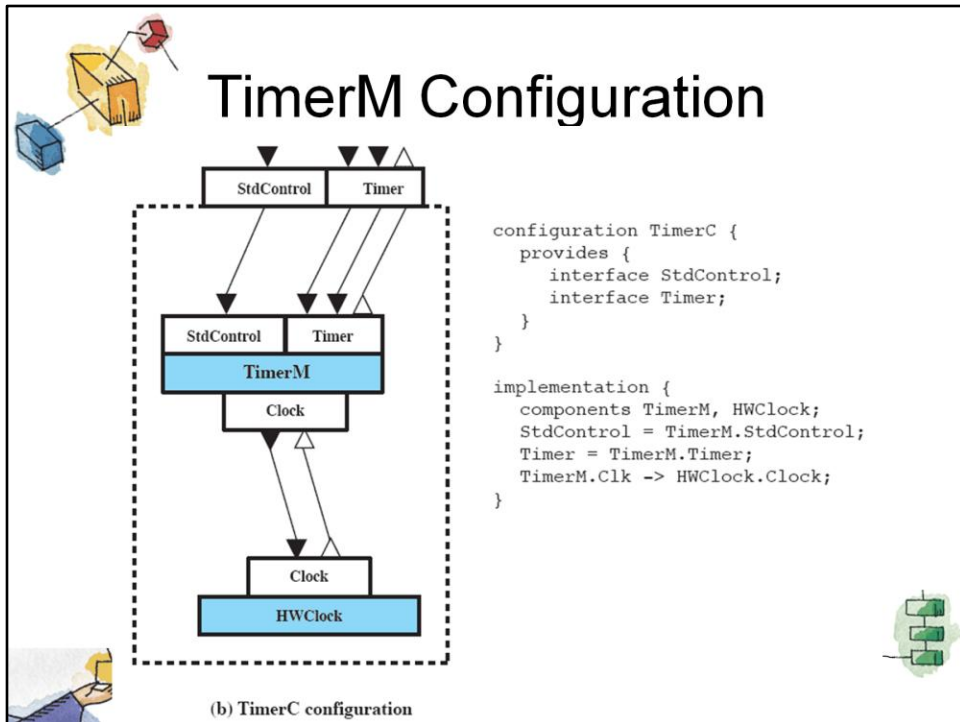 TimerM Configuration
StdControl Timer
StdControl Timer
TimerM
Clock
Clock
HWClock
(b) TimerC configuration
configuration TimerC {
provides {
interface StdControl;
interface Timer;
}
}
implementation {
components TimerM, HWClock;
StdControl = TimerM.StdControl;
Timer = TimerM.Timer;
TimerM.Clk -> HWClock.Clock;
}